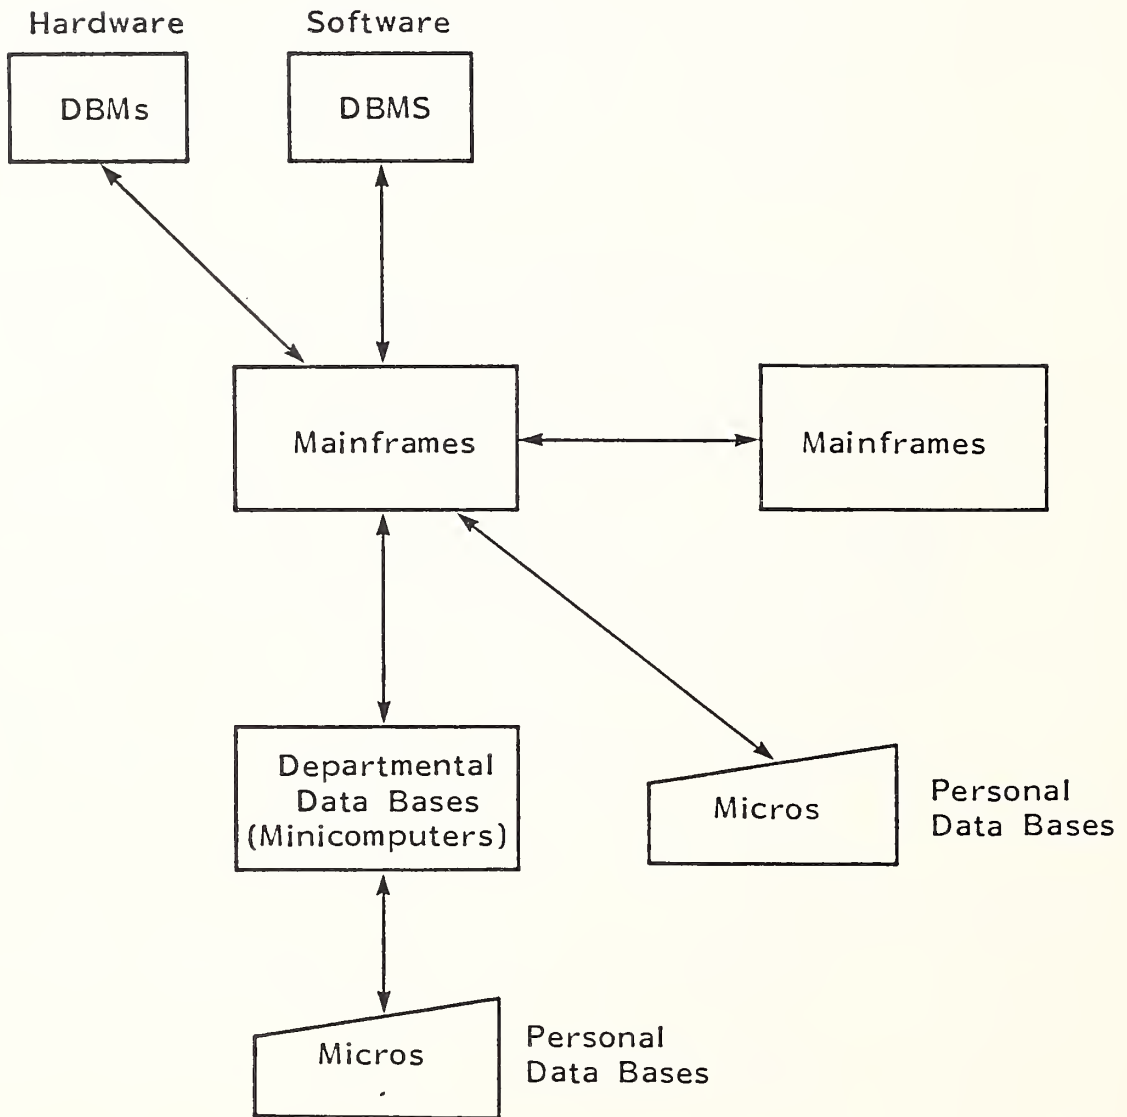 Hardware
Software
DBMs
DBMS
Mainframes
Mainframes
Departmental
Data Bases
(Minicomputers)
Micros
Personal
Data Bases
Micros
Personal
Data Bases